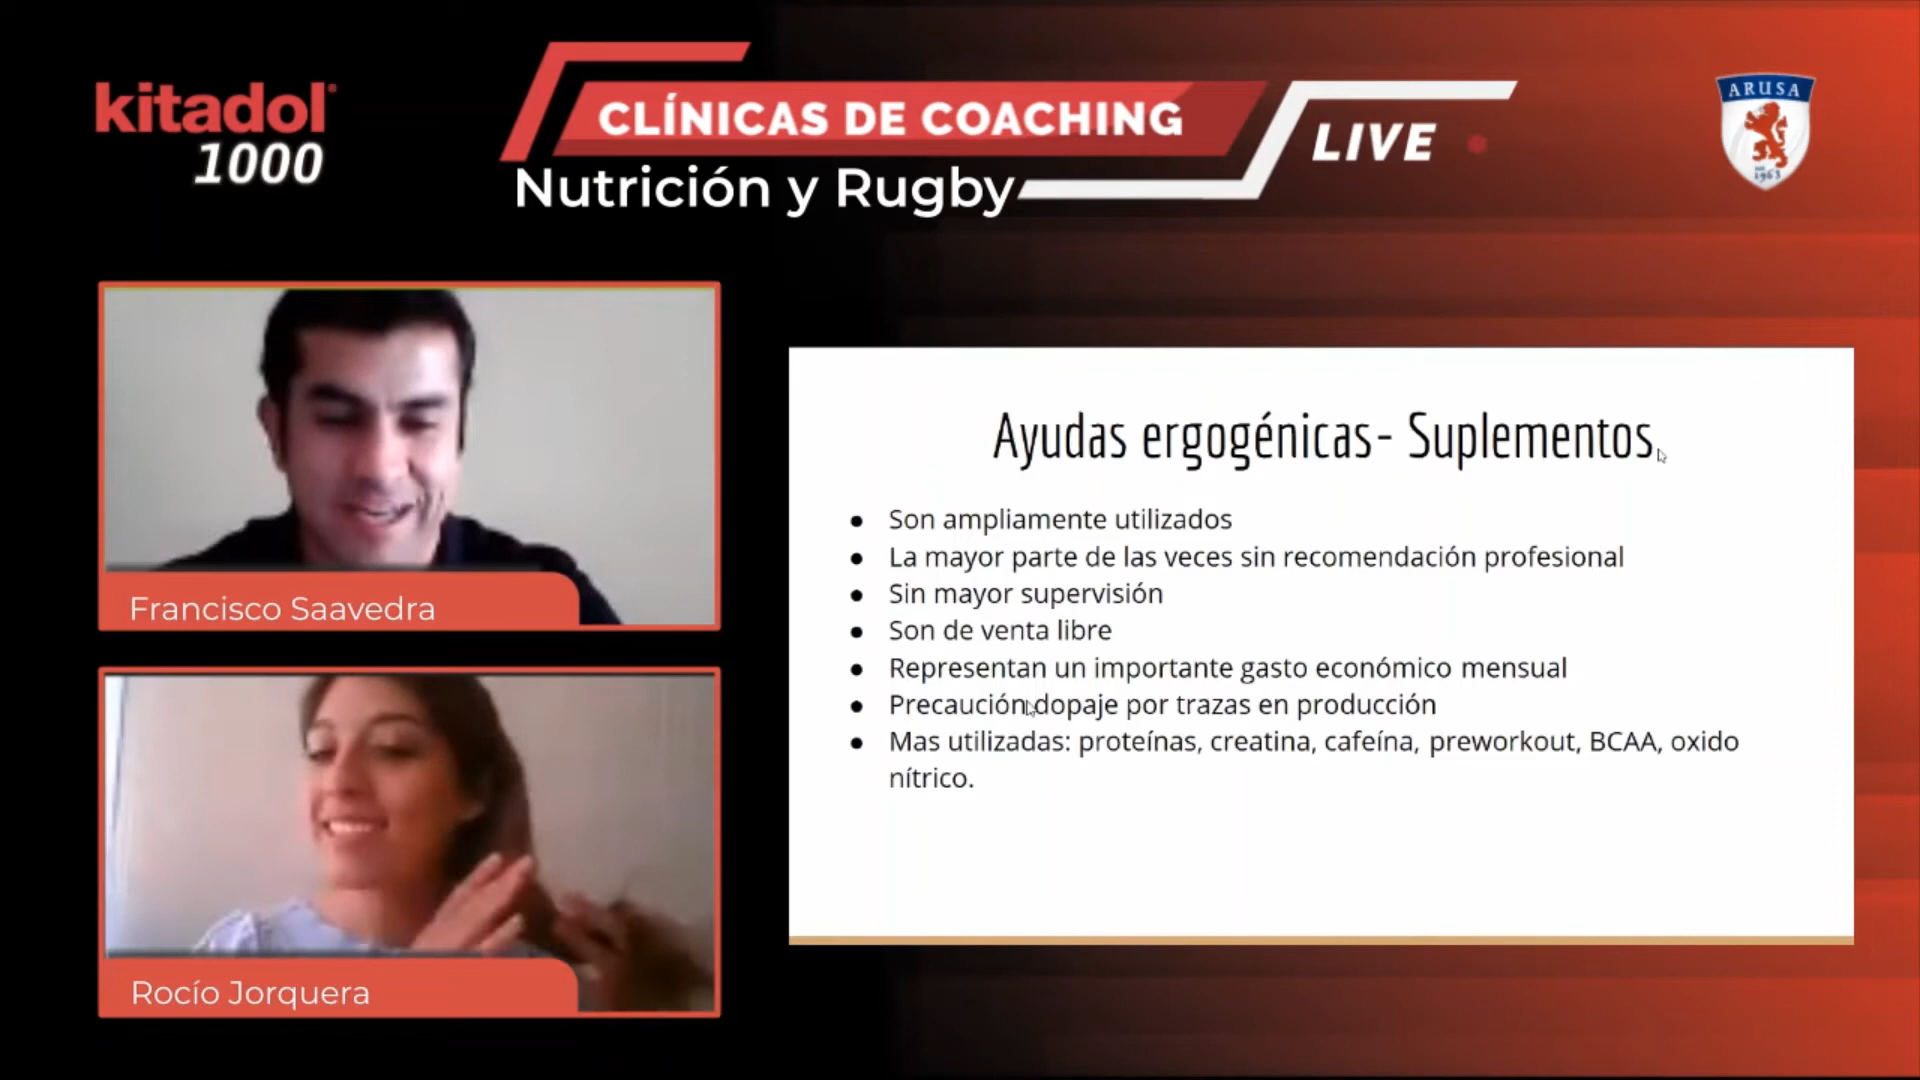 kitadol
1000
CLÍNICAS DE COACHING
LIVE
Nutrición y Rugby
ARUSA
1963
Francisco Saavedra
Rocío Jorquera
Ayudas ergogénicas- Suplementos
● Son ampliamente utilizados
● La mayor parte de las veces sin recomendación profesional
● Sin mayor supervisión
● Son de venta libre
● Representan un importante gasto económico mensual
● Precaución dopaje por trazas en producción
● Mas utilizadas: proteínas, creatina, cafeína, preworkout, BCAA, oxido
nítrico.